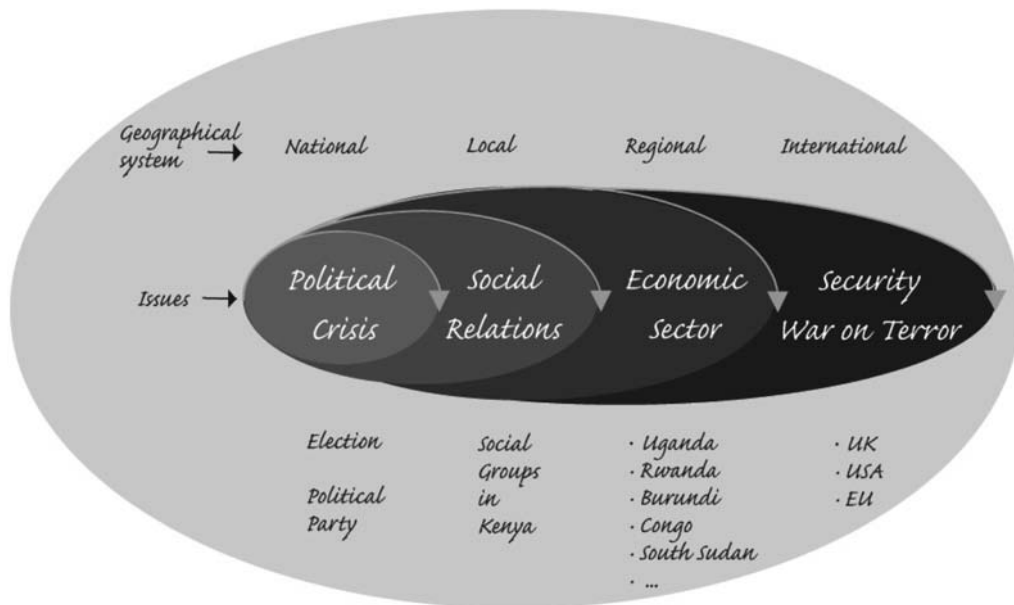 Geographical
system
National
Local
Regional
International
Issues
Political
Crisis
Social
Relations
Economic
Sector
Security
War on Terror
Election
Political
Party
Social
Groups
in
Kenya
· Uganda
· Rwanda
· Burundi
· Congo
· South Sudan
· ...
· UK
· USA
· EU